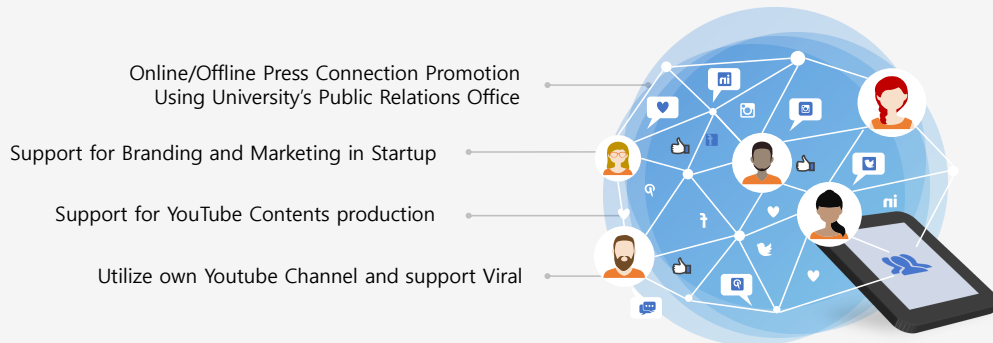 Online/Offline Press Connection Promotion
Using University's Public Relations Office
Support for Branding and Marketing in Startup
Support for YouTube Contents production
Utilize own Youtube Channel and support Viral